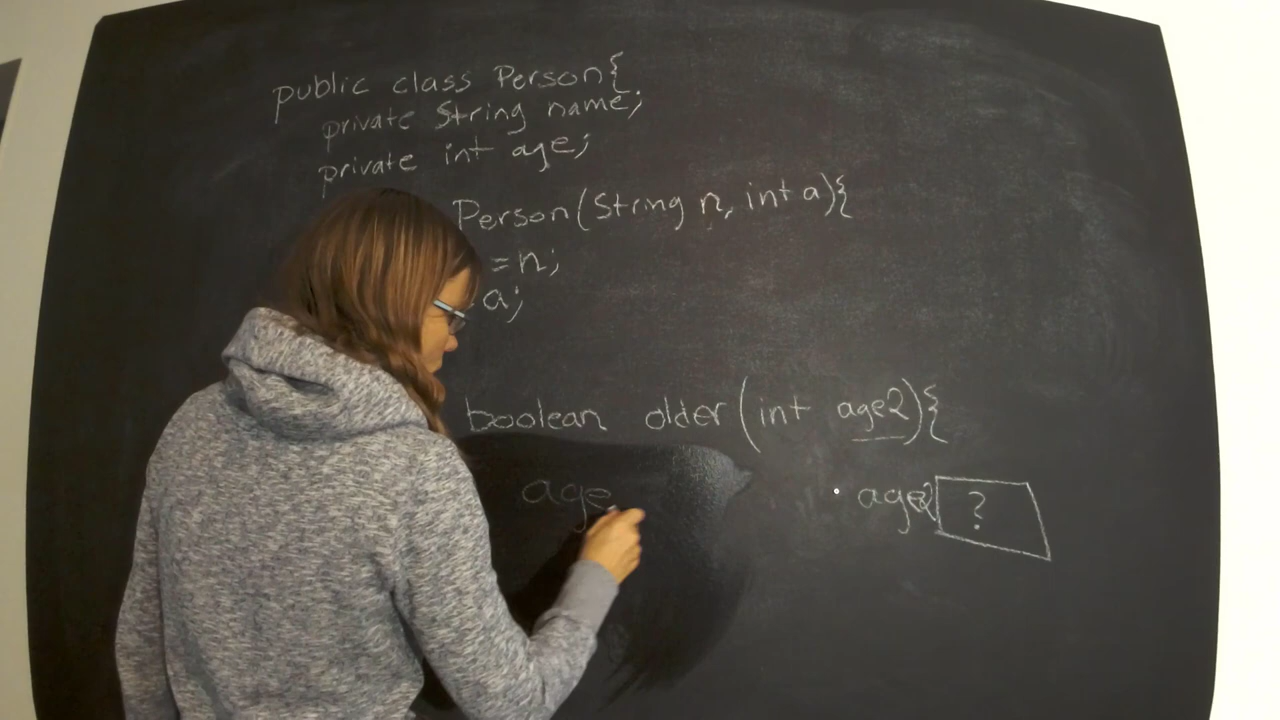 public class Person{
private String name;
private int age;
Person(String n, int a){
=n;
a;
boolean older(int age2){
age
age2 ?